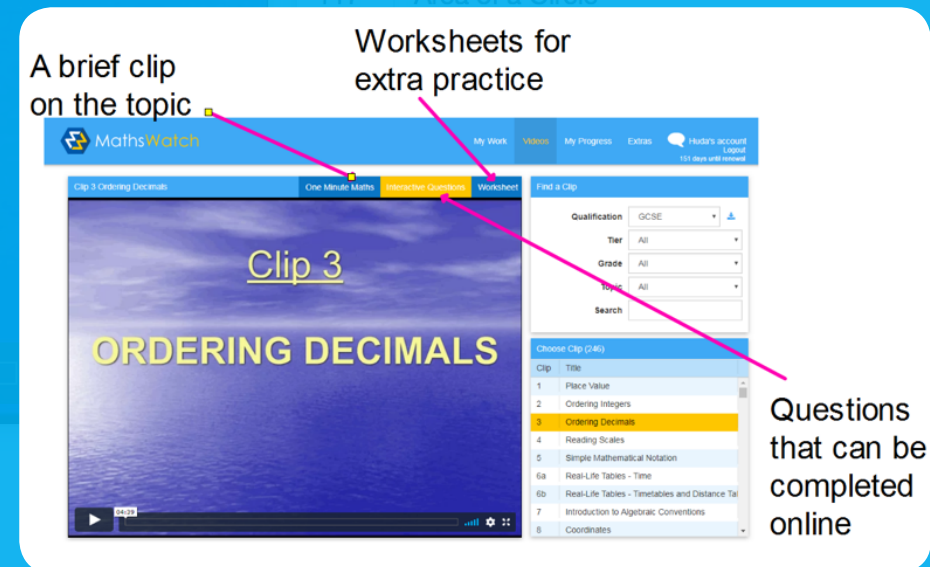 Area of a Circle
A brief clip
on the topic
Worksheets for
extra practice
MathsWatch
My Work
Videos
My Progress
Extras
Huda's account
Logout
151 days until renewal
Clip 3 Ordering Decimals
One Minute Maths
Interactive Questions
Worksheet
Find a Clip
Qualification
GCSE
Tier
All
Grade
All
Topic
All
Search
Clip 3
ORDERING DECIMALS
04:39
Choose Clip (246)
Clip Title
1 Place Value
2 Ordering Integers
3 Ordering Decimals
4 Reading Scales
5 Simple Mathematical Notation
6a Real-Life Tables - Time
6b Real-Life Tables - Timetables and Distance Tal
7 Introduction to Algebraic Conventions
8 Coordinates
Questions
that can be
completed
online